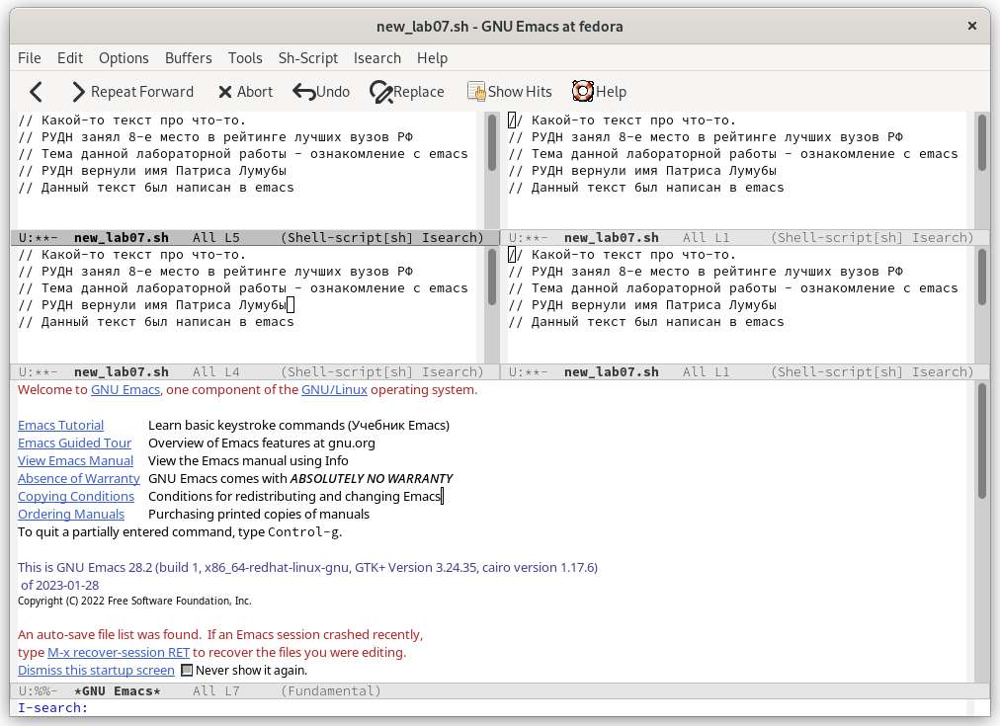 new_lab07.sh - GNU Emacs at fedora
File Edit Options Buffers Tools Sh-Script Isearch Help
Repeat Forward Abort Undo Replace Show Hits Help
// Какой-то текст про что-то.
// РУДН занял 8-е место в рейтинге лучших вузов РФ
// Тема данной лабораторной работы - ознакомление с emacs
// РУДН вернули имя Патриса Лумубы
// Данный текст был написан в emacs
U:**- new_lab07.sh All L5 (Shell-script[sh] Isearch)
// Какой-то текст про что-то.
// РУДН занял 8-е место в рейтинге лучших вузов РФ
// Тема данной лабораторной работы - ознакомление с emacs
// РУДН вернули имя Патриса Лумубы
// Данный текст был написан в emacs
U:**- new_lab07.sh All L1 (Shell-script[sh] Isearch)
// Какой-то текст про что-то.
// РУДН занял 8-е место в рейтинге лучших вузов РФ
// Тема данной лабораторной работы - ознакомление с emacs
// РУДН вернули имя Патриса Лумубы
// Данный текст был написан в emacs
U:**- new_lab07.sh All L4 (Shell-script[sh] Isearch)
// Какой-то текст про что-то.
// РУДН занял 8-е место в рейтинге лучших вузов РФ
// Тема данной лабораторной работы - ознакомление с emacs
// РУДН вернули имя Патриса Лумубы
// Данный текст был написан в emacs
U:**- new_lab07.sh All L1 (Shell-script[sh] Isearch)
Welcome to GNU Emacs, one component of the GNU/Linux operating system.
Emacs Tutorial Learn basic keystroke commands (Учебник Emacs)
Emacs Guided Tour Overview of Emacs features at gnu.org
View Emacs Manual View the Emacs manual using Info
Absence of Warranty GNU Emacs comes with ABSOLUTELY NO WARRANTY
Copying Conditions Conditions for redistributing and changing Emacs
Ordering Manuals Purchasing printed copies of manuals
To quit a partially entered command, type Control-g.
This is GNU Emacs 28.2 (build 1, x86_64-redhat-linux-gnu, GTK+ Version 3.24.35, cairo version 1.17.6)
of 2023-01-28
Copyright (C) 2022 Free Software Foundation, Inc.
An auto-save file list was found. If an Emacs session crashed recently,
type M-x recover-session RET to recover the files you were editing.
Dismiss this startup screen Never show it again.
U:%%- *GNU Emacs* All L7 (Fundamental)
I-search: